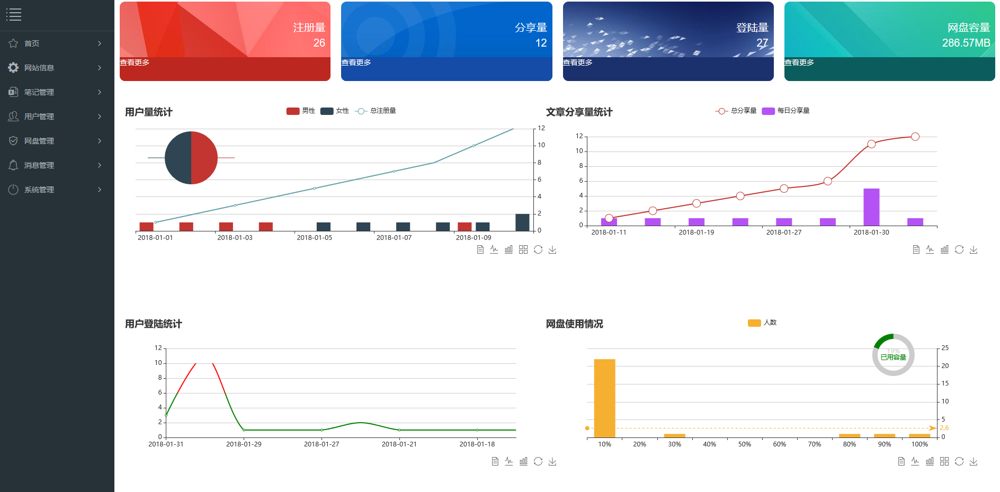 首页
网站信息
笔记管理
用户管理
网盘管理
消息管理
系统管理
注册量
26
查看更多
分享量
12
查看更多
登陆量
27
查看更多
网盘容量
286.57MB
查看更多
用户量统计
男性 女性 总注册量
12
10
8
6
4
2
0
2018-01-01 2018-01-03 2018-01-05 2018-01-07 2018-01-09
文章分享量统计
总分享量 每日分享量
12
10
8
6
4
2
0
2018-01-11 2018-01-19 2018-01-27 2018-01-30
用户登陆统计
12
10
8
6
4
2
0
2018-01-31 2018-01-29 2018-01-27 2018-01-21 2018-01-18
网盘使用情况
人数
19%
已用容量
25
20
15
10
5
2.6
0
10% 20% 30% 40% 50% 60% 70% 80% 90% 100%